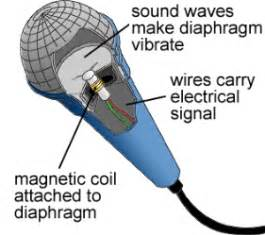 sound waves
make diaphragm
vibrate
wires carry
electrical
signal
magnetic coil
attached to
diaphragm